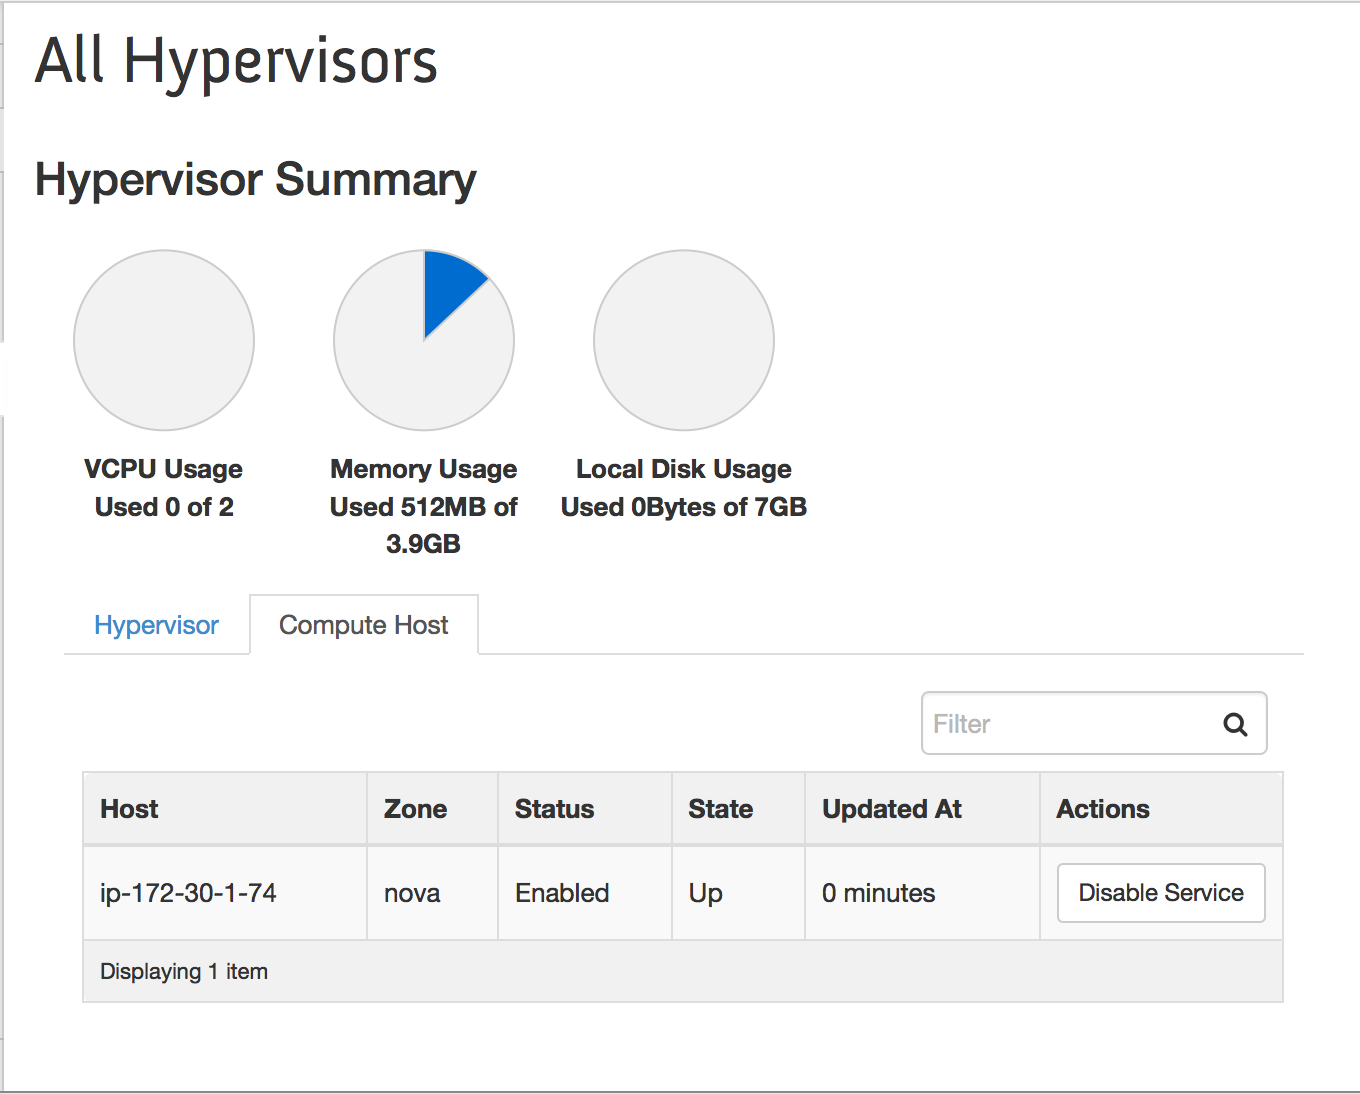 All Hypervisors
Hypervisor Summary
VCPU Usage
Used 0 of 2
Memory Usage
Used 512MB of
3.9GB
Local Disk Usage
Used 0Bytes of 7GB
Hypervisor
Compute Host
Filter
Host Zone Status State Updated At Actions
ip-172-30-1-74 nova Enabled Up 0 minutes Disable Service
Displaying 1 item